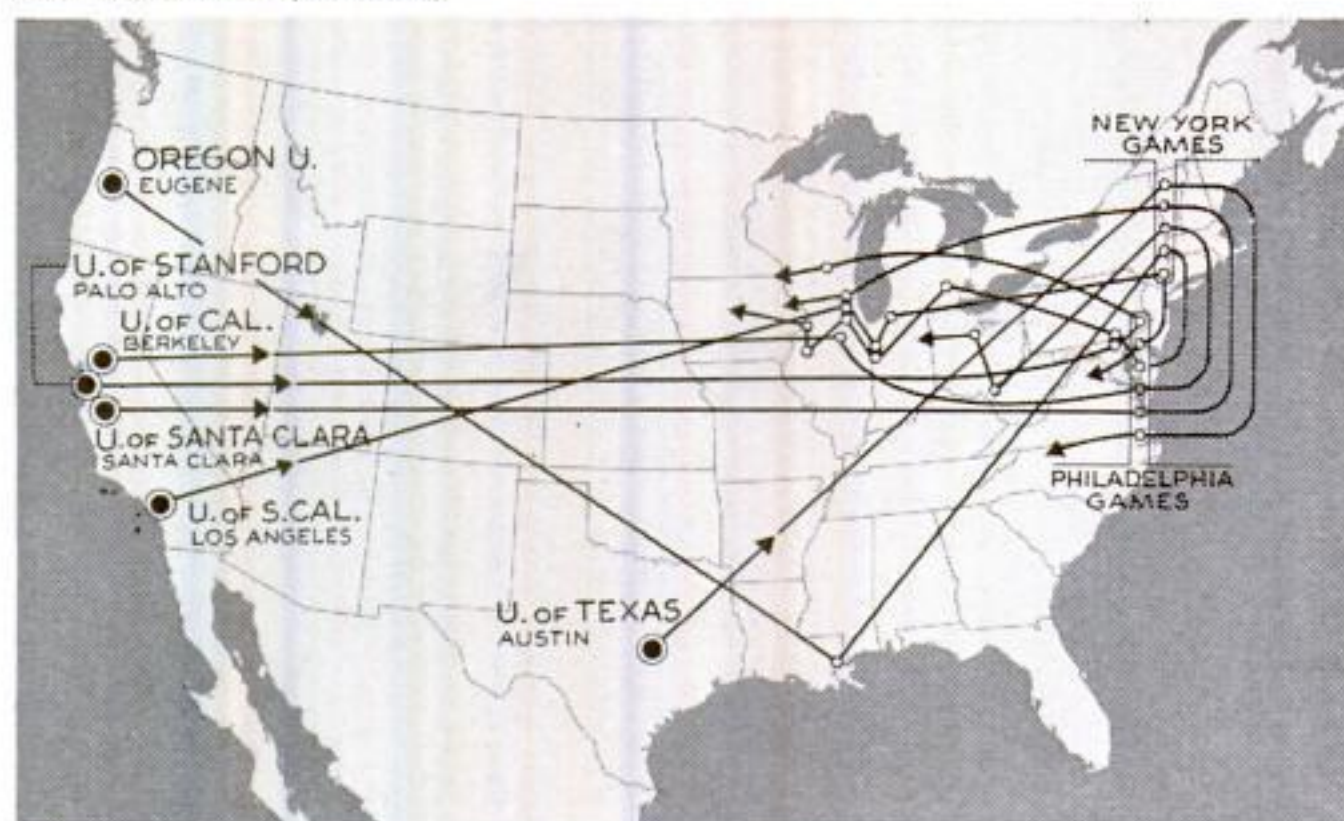 NEW YORK
GAMES
OREGON U.
EUGENE
U. OF STANFORD
PALO ALTO
U. OF CAL.
BERKELEY
U. OF SANTA CLARA
SANTA CLARA
U. OF S. CAL.
LOS ANGELES
PHILADELPHIA
GAMES
U. OF TEXAS
AUSTIN